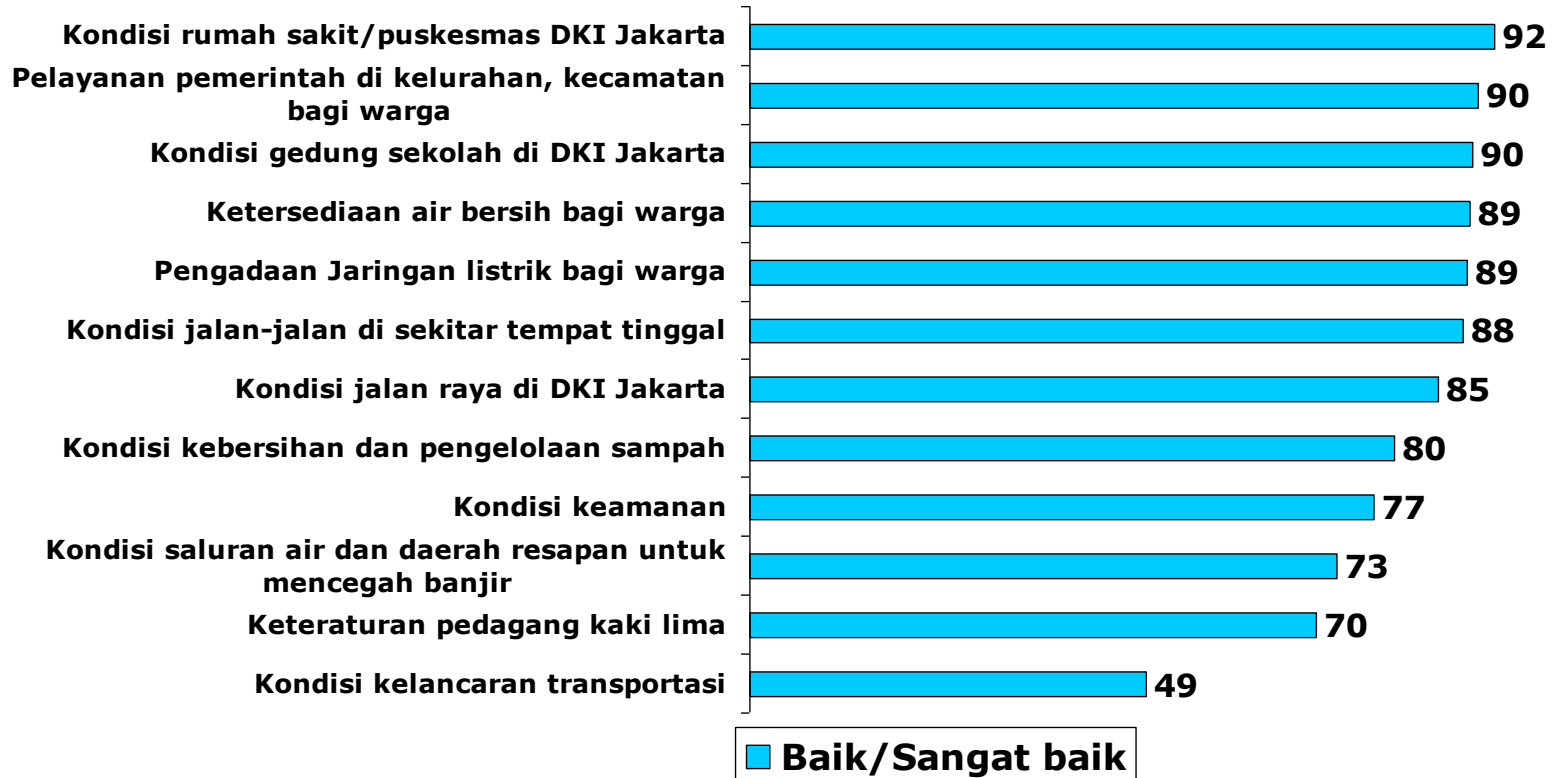 Kondisi rumah sakit/puskesmas DKI Jakarta 92
Pelayanan pemerintah di kelurahan, kecamatan
bagi warga 90
Kondisi gedung sekolah di DKI Jakarta 90
Ketersediaan air bersih bagi warga 89
Pengadaan Jaringan listrik bagi warga 89
Kondisi jalan-jalan di sekitar tempat tinggal 88
Kondisi jalan raya di DKI Jakarta 85
Kondisi kebersihan dan pengelolaan sampah 80
Kondisi keamanan 77
Kondisi saluran air dan daerah resapan untuk
mencegah banjir 73
Keteraturan pedagang kaki lima 70
Kondisi kelancaran transportasi 49
Baik/Sangat baik